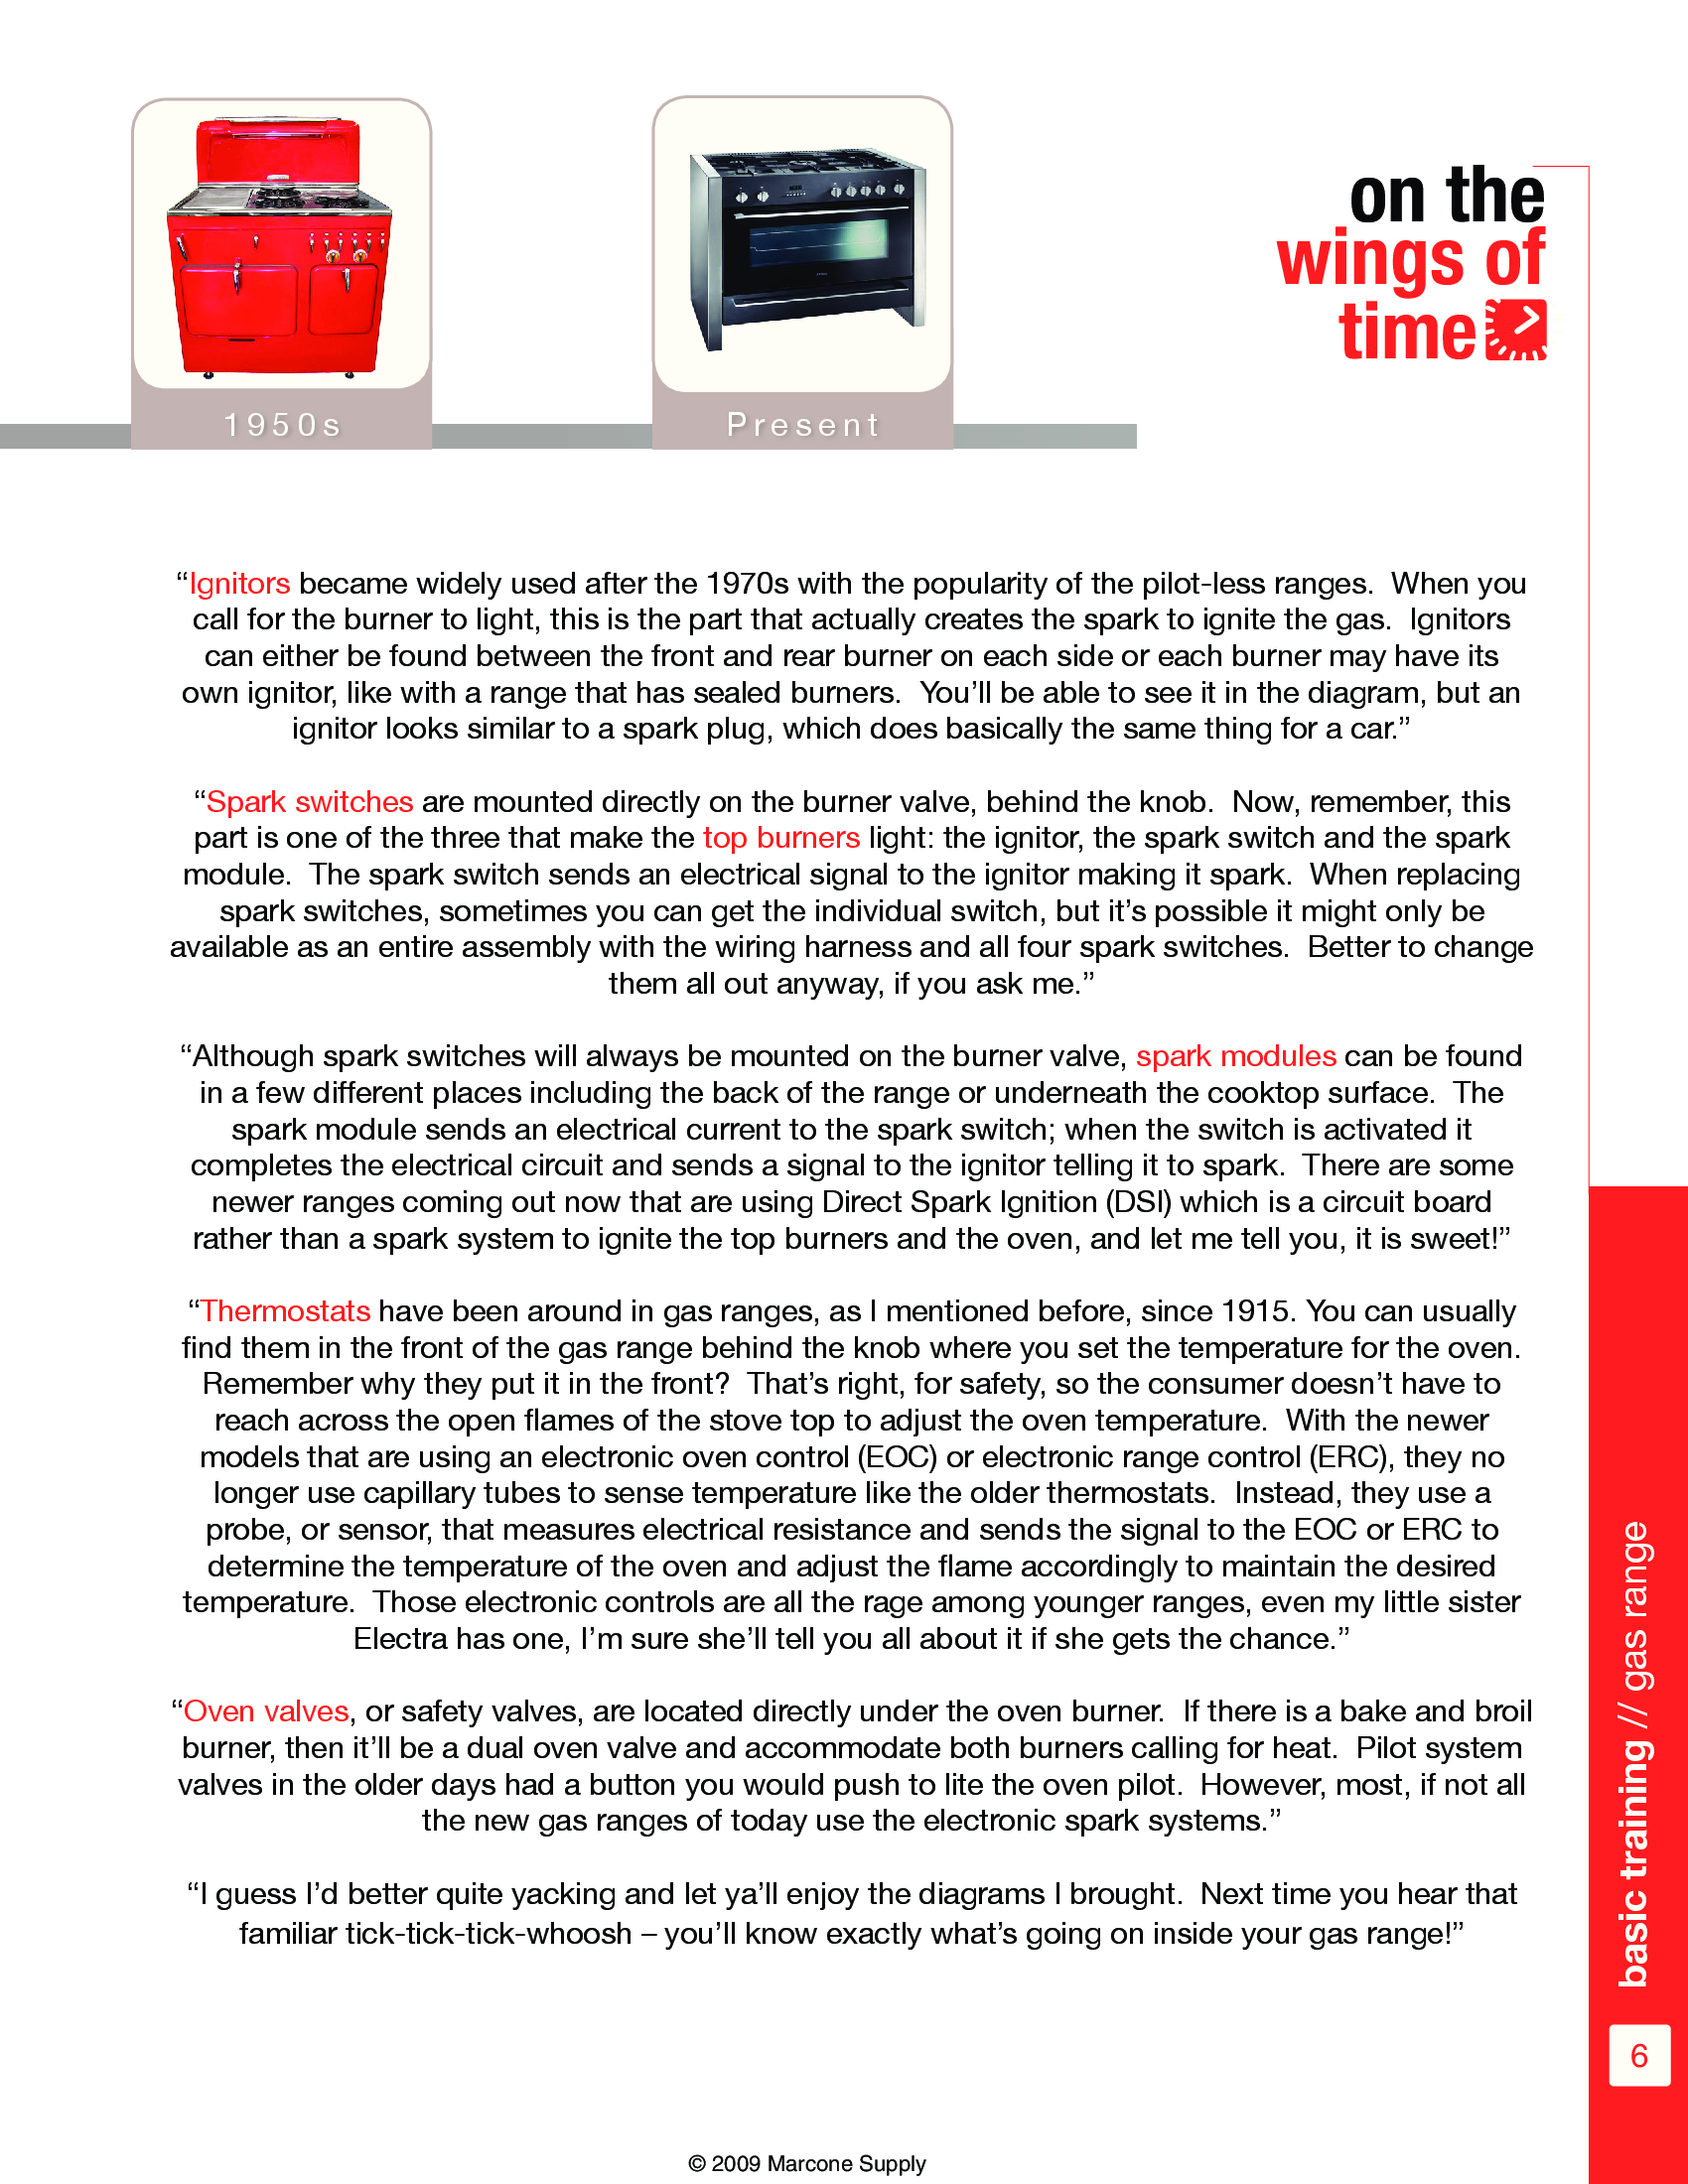 1950s
Present
on the
wings of
time
“Ignitors became widely used after the 1970s with the popularity of the pilot-less ranges.  When you
call for the burner to light, this is the part that actually creates the spark to ignite the gas.  Ignitors
can either be found between the front and rear burner on each side or each burner may have its
own ignitor, like with a range that has sealed burners.  You’ll be able to see it in the diagram, but an
ignitor looks similar to a spark plug, which does basically the same thing for a car.”
“Spark switches are mounted directly on the burner valve, behind the knob.  Now, remember, this
part is one of the three that make the top burners light: the ignitor, the spark switch and the spark
module.  The spark switch sends an electrical signal to the ignitor making it spark.  When replacing
spark switches, sometimes you can get the individual switch, but it’s possible it might only be
available as an entire assembly with the wiring harness and all four spark switches.  Better to change
them all out anyway, if you ask me.”
“Although spark switches will always be mounted on the burner valve, spark modules can be found
in a few different places including the back of the range or underneath the cooktop surface.  The
spark module sends an electrical current to the spark switch; when the switch is activated it
completes the electrical circuit and sends a signal to the ignitor telling it to spark.  There are some
newer ranges coming out now that are using Direct Spark Ignition (DSI) which is a circuit board
rather than a spark system to ignite the top burners and the oven, and let me tell you, it is sweet!”
“Thermostats have been around in gas ranges, as I mentioned before, since 1915. You can usually
find them in the front of the gas range behind the knob where you set the temperature for the oven.
Remember why they put it in the front?  That’s right, for safety, so the consumer doesn’t have to
reach across the open flames of the stove top to adjust the oven temperature.  With the newer
models that are using an electronic oven control (EOC) or electronic range control (ERC), they no
longer use capillary tubes to sense temperature like the older thermostats.  Instead, they use a
probe, or sensor, that measures electrical resistance and sends the signal to the EOC or ERC to
determine the temperature of the oven and adjust the flame accordingly to maintain the desired
temperature.  Those electronic controls are all the rage among younger ranges, even my little sister
Electra has one, I’m sure she’ll tell you all about it if she gets the chance.”
“Oven valves, or safety valves, are located directly under the oven burner.  If there is a bake and broil
burner, then it’ll be a dual oven valve and accommodate both burners calling for heat.  Pilot system
valves in the older days had a button you would push to lite the oven pilot.  However, most, if not all
the new gas ranges of today use the electronic spark systems.”
“I guess I’d better quite yacking and let ya’ll enjoy the diagrams I brought.  Next time you hear that
familiar tick-tick-tick-whoosh – you’ll know exactly what’s going on inside your gas range!”
basic training // gas range
6
© 2009 Marcone Supply